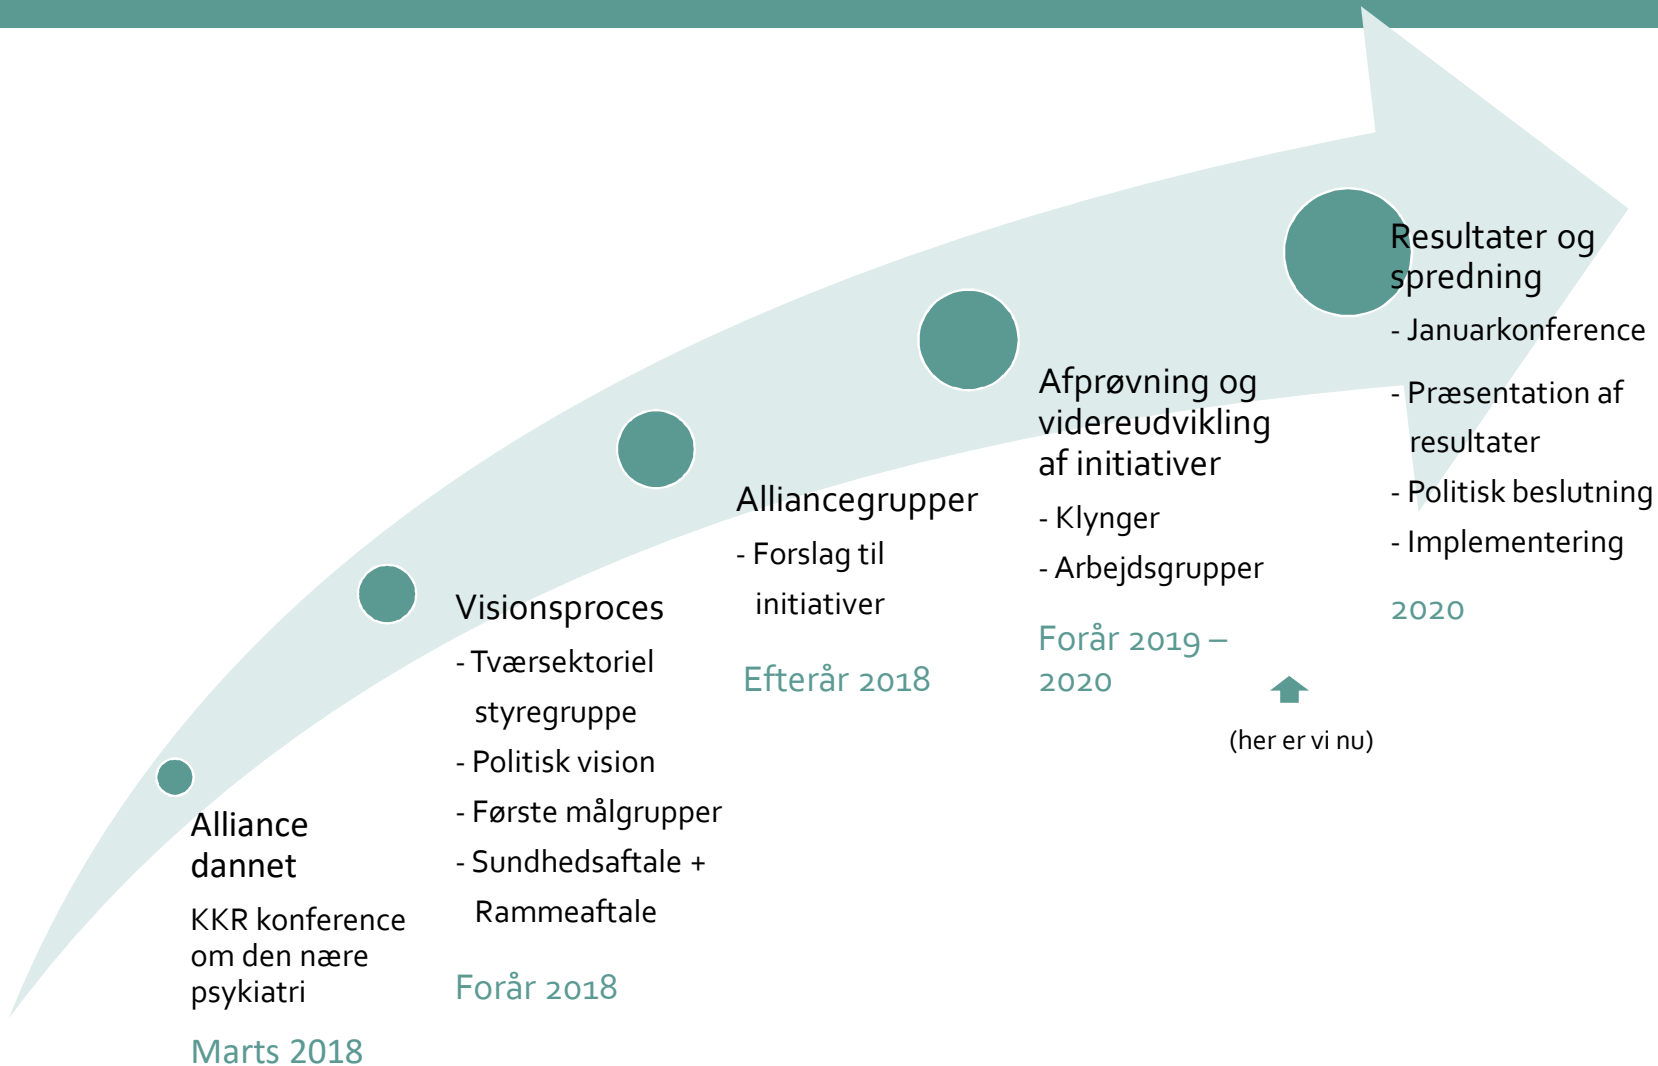 Alliance
dannet
KKR konference
om den nære
psykiatri
Marts 2018
Visionsproces
- Tværsektoriel
styregruppe
- Politisk vision
- Første målgrupper
- Sundhedsaftale +
Rammeaftale
Forår 2018
Alliancegrupper
- Forslag til
initiativer
Efterår 2018
Afprøvning og
videreudvikling
af initiativer
- Klynger
- Arbejdsgrupper
Forår 2019 –
2020
(her er vi nu)
Resultater og
spredning
- Januarkonference
- Præsentation af
resultater
- Politisk beslutning
- Implementering
2020